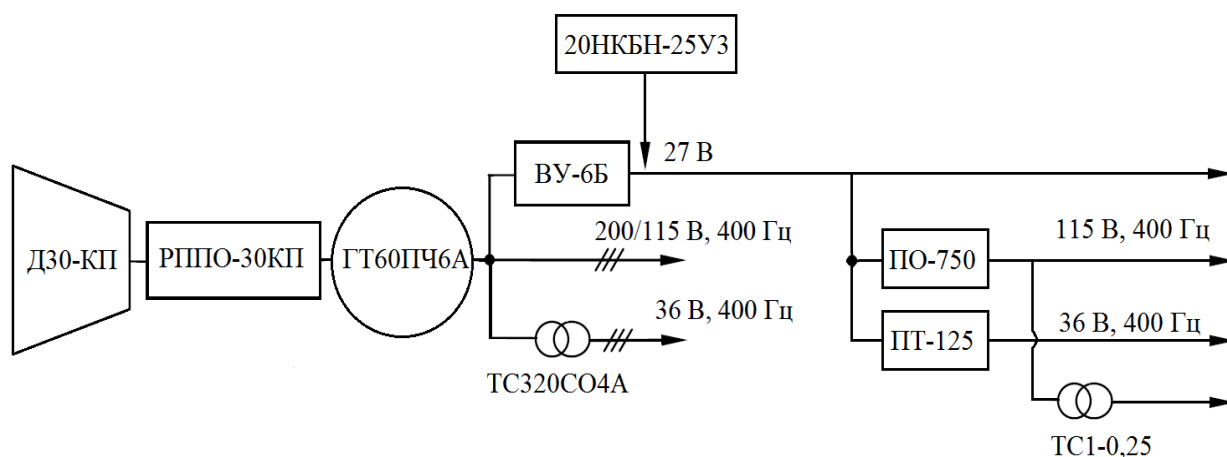 20НКБН-25УЗ
27 В
ВУ-6Б
200/115 В, 400 Гц
115 В, 400 Гц
Д30-КП
РППО-30КП
ГТ60ПЧ6А
ПО-750
36 В, 400 Гц
ПТ-125
36 В, 400 Гц
ТС320СО4А
ТС1-0,25